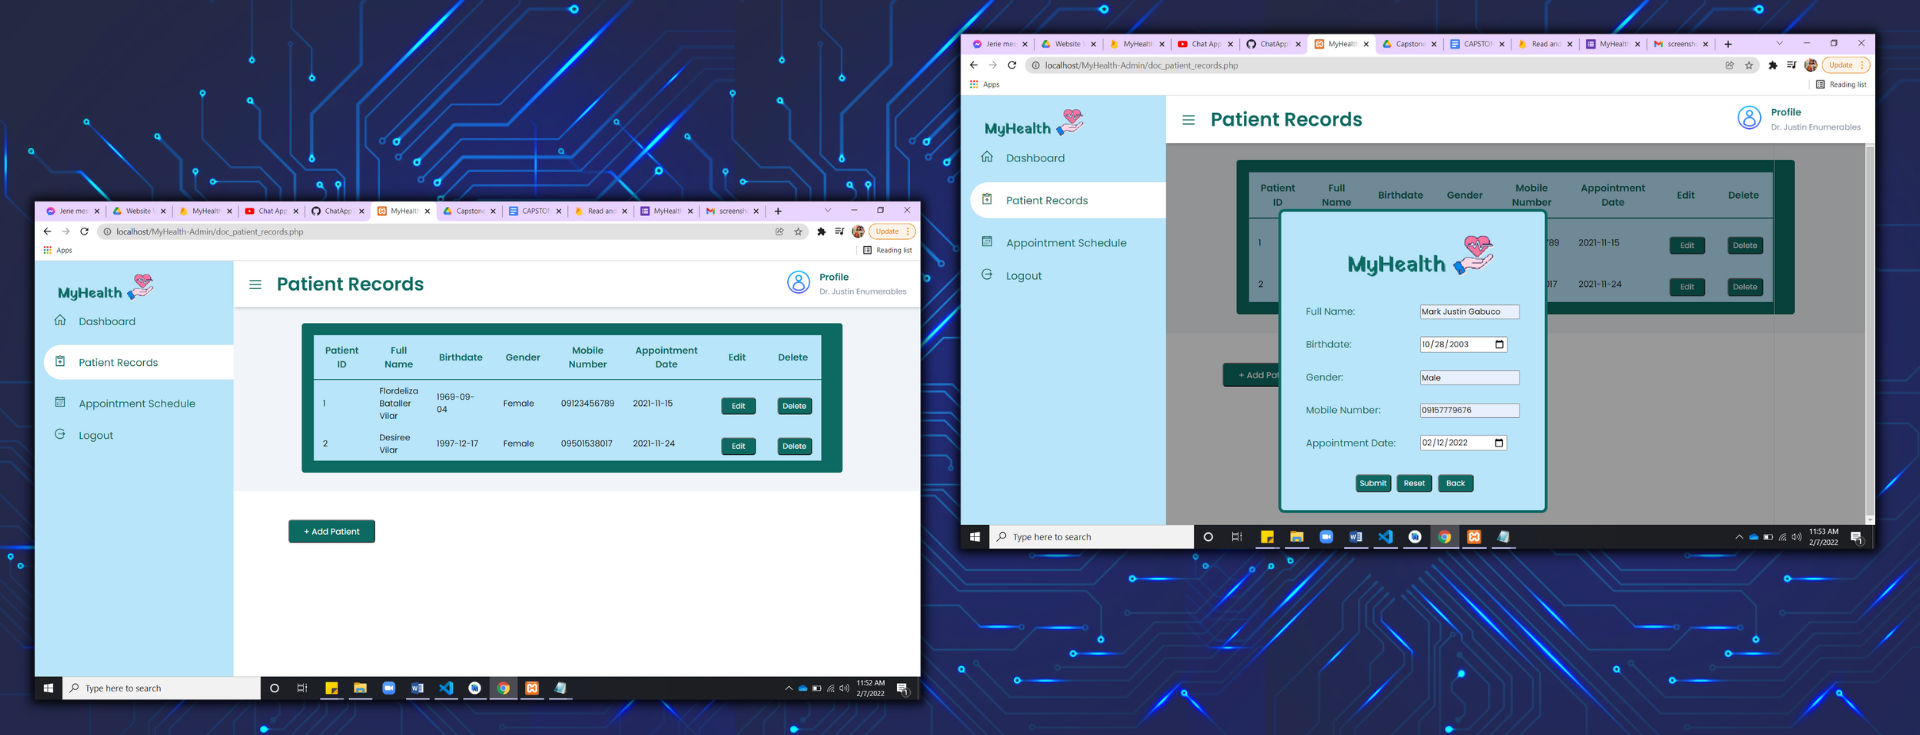 Jerie mes
Website
MyHealth
Chat App
ChatApp
MyHealth
Capstone
CAPSTON
Read and
MyHealth
screensh
localhost/MyHealth-Admin/doc_patient_records.php
Update
Apps
Reading list
MyHealth
Dashboard
Patient Records
Appointment Schedule
Logout
Patient Records
Profile
Dr. Justin Enumerables
Patient ID Full Name Birthdate Gender Mobile Number Appointment Date Edit Delete
1 Flordeliza Bataller Vilar 1969-09-04 Female 09123456789 2021-11-15 Edit Delete
2 Desiree Vilar 1997-12-17 Female 09501538017 2021-11-24 Edit Delete
+ Add Patient
Type here to search
11:52 AM
2/7/2022
Jerie mes
Website
MyHealth
Chat App
ChatApp
MyHealth
Capstone
CAPSTON
Read and
MyHealth
screensh
localhost/MyHealth-Admin/doc_patient_records.php
Update
Apps
Reading list
MyHealth
Dashboard
Patient Records
Appointment Schedule
Logout
Patient Records
Profile
Dr. Justin Enumerables
Patient ID Full Name Birthdate Gender Mobile Number Appointment Date Edit Delete
1 789 2021-11-15 Edit Delete
2 017 2021-11-24 Edit Delete
+ Add Pat
MyHealth
Full Name: Mark Justin Gabuco
Birthdate: 10/28/2003
Gender: Male
Mobile Number: 09157779676
Appointment Date: 02/12/2022
Submit Reset Back
Type here to search
11:53 AM
2/7/2022